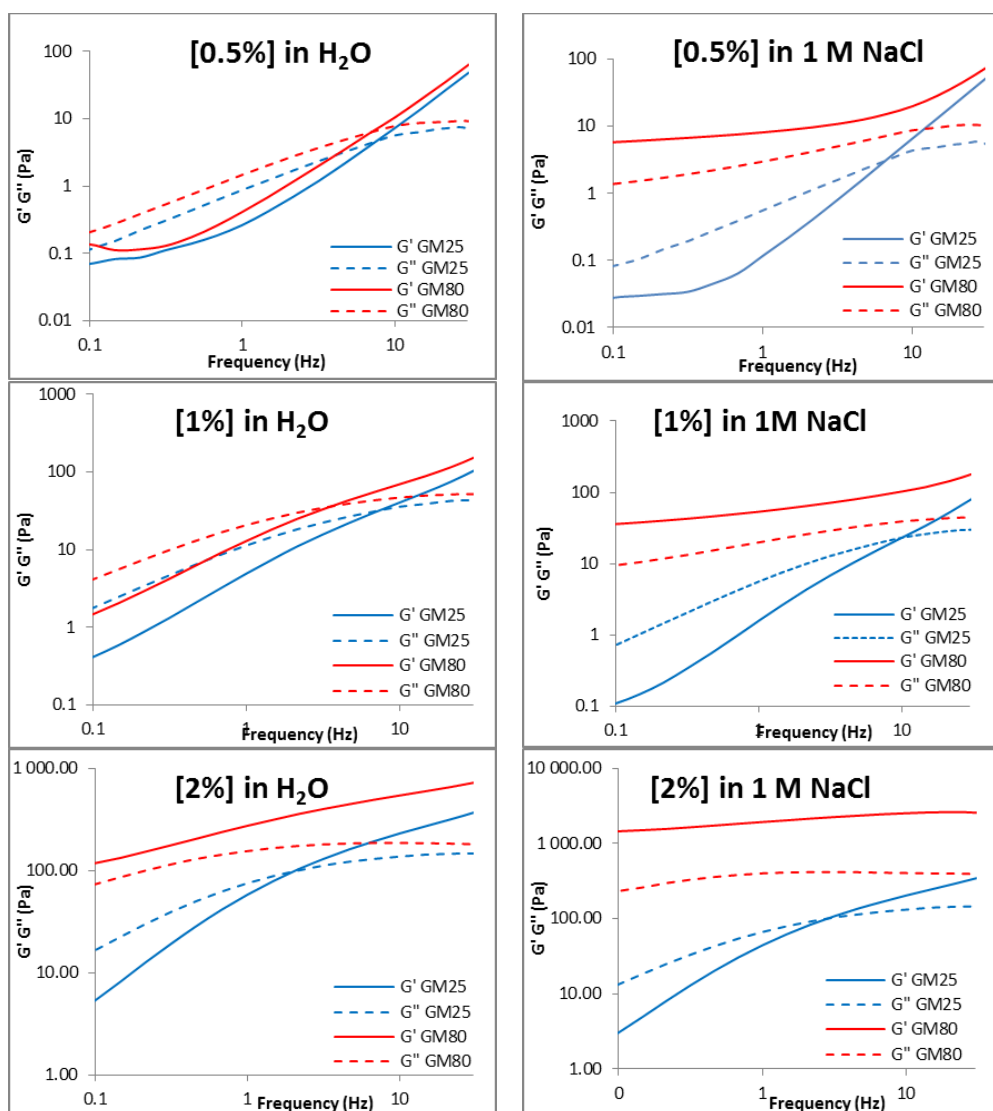 [0.5%] in H₂O
100
10
1
0.1
0.01
G' G'' (Pa)
0.1
1
10
Frequency (Hz)
G' GM25
G'' GM25
G' GM80
G'' GM80
[0.5%] in 1 M NaCl
100
10
1
0.1
0.01
G' G'' (Pa)
0.1
1
10
Frequency (Hz)
G' GM25
G'' GM25
G' GM80
G'' GM80
[1%] in H₂O
1000
100
10
1
0.1
G' G'' (Pa)
0.1
1
10
Frequency (Hz)
G' GM25
G'' GM25
G' GM80
G'' GM80
[1%] in 1M NaCl
1000
100
10
1
0.1
G' G'' (Pa)
0.1
1
10
Frequency (Hz)
G' GM25
G'' GM25
G' GM80
G'' GM80
[2%] in H₂O
1 000.00
100.00
10.00
1.00
G' G'' (Pa)
0.1
1
10
Frequency (Hz)
G' GM25
G'' GM25
G' GM80
G'' GM80
[2%] in 1 M NaCl
10 000.00
1 000.00
100.00
10.00
1.00
G' G'' (Pa)
0
1
10
Frequency (Hz)
G' GM25
G'' GM25
G' GM80
G'' GM80